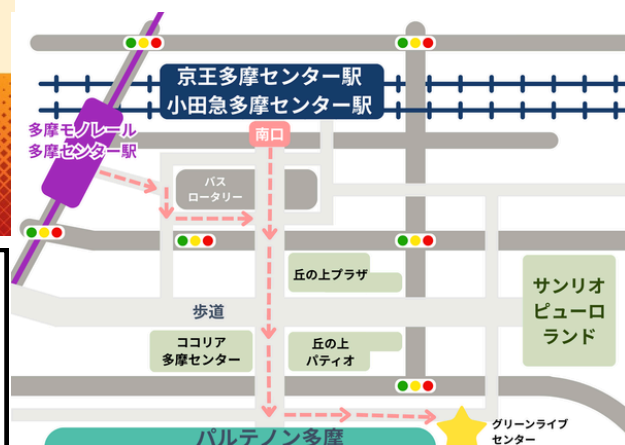 京王多摩センター駅
小田急多摩センター駅
多摩モノレール
多摩センター駅
南口
バス
ロータリー
丘の上プラザ
サンリオ
ピューロ
ランド
歩道
ココリア
多摩センター
丘の上
パティオ
グリーンライブ
センター
パルテノン多摩